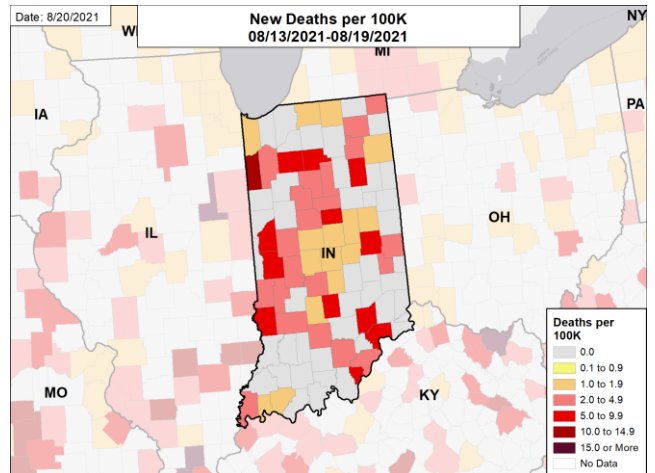 Date: 8/20/2021
New Deaths per 100K
08/13/2021-08/19/2021
WI
MI
NY
IA
PA
IL
IN
OH
MO
KY
Deaths per
100K
0.0
0.1 to 0.9
1.0 to 1.9
2.0 to 4.9
5.0 to 9.9
10.0 to 14.9
15.0 or More
No Data